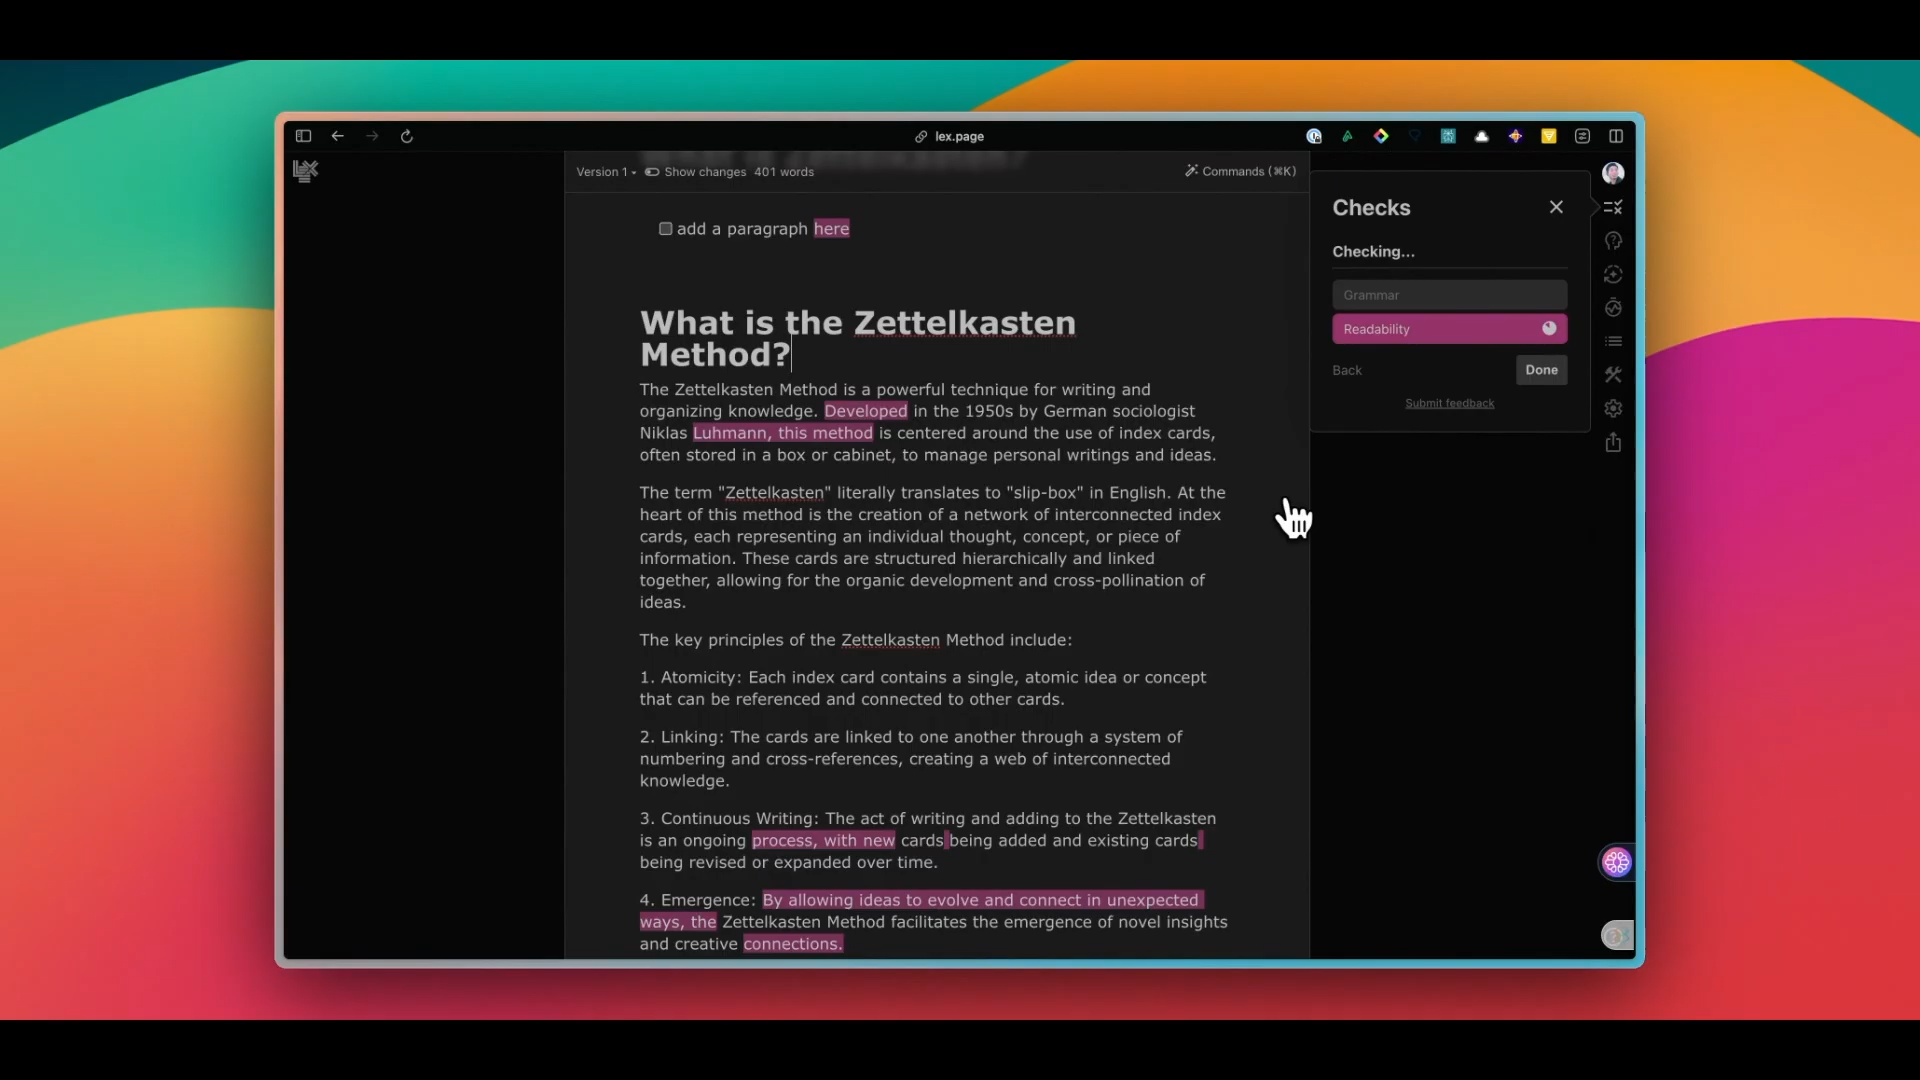 lex.page
Version 1 Show changes 401 words Commands (⌘K)
add a paragraph here
What is the Zettelkasten
Method?
The Zettelkasten Method is a powerful technique for writing and
organizing knowledge. Developed in the 1950s by German sociologist
Niklas Luhmann, this method is centered around the use of index cards,
often stored in a box or cabinet, to manage personal writings and ideas.
The term "Zettelkasten" literally translates to "slip-box" in English. At the
heart of this method is the creation of a network of interconnected index
cards, each representing an individual thought, concept, or piece of
information. These cards are structured hierarchically and linked
together, allowing for the organic development and cross-pollination of
ideas.
The key principles of the Zettelkasten Method include:
1. Atomicity: Each index card contains a single, atomic idea or concept
that can be referenced and connected to other cards.
2. Linking: The cards are linked to one another through a system of
numbering and cross-references, creating a web of interconnected
knowledge.
3. Continuous Writing: The act of writing and adding to the Zettelkasten
is an ongoing process, with new cards being added and existing cards
being revised or expanded over time.
4. Emergence: By allowing ideas to evolve and connect in unexpected
ways, the Zettelkasten Method facilitates the emergence of novel insights
and creative connections.
Checks
Checking...
Grammar
Readability
Back Done
Submit feedback